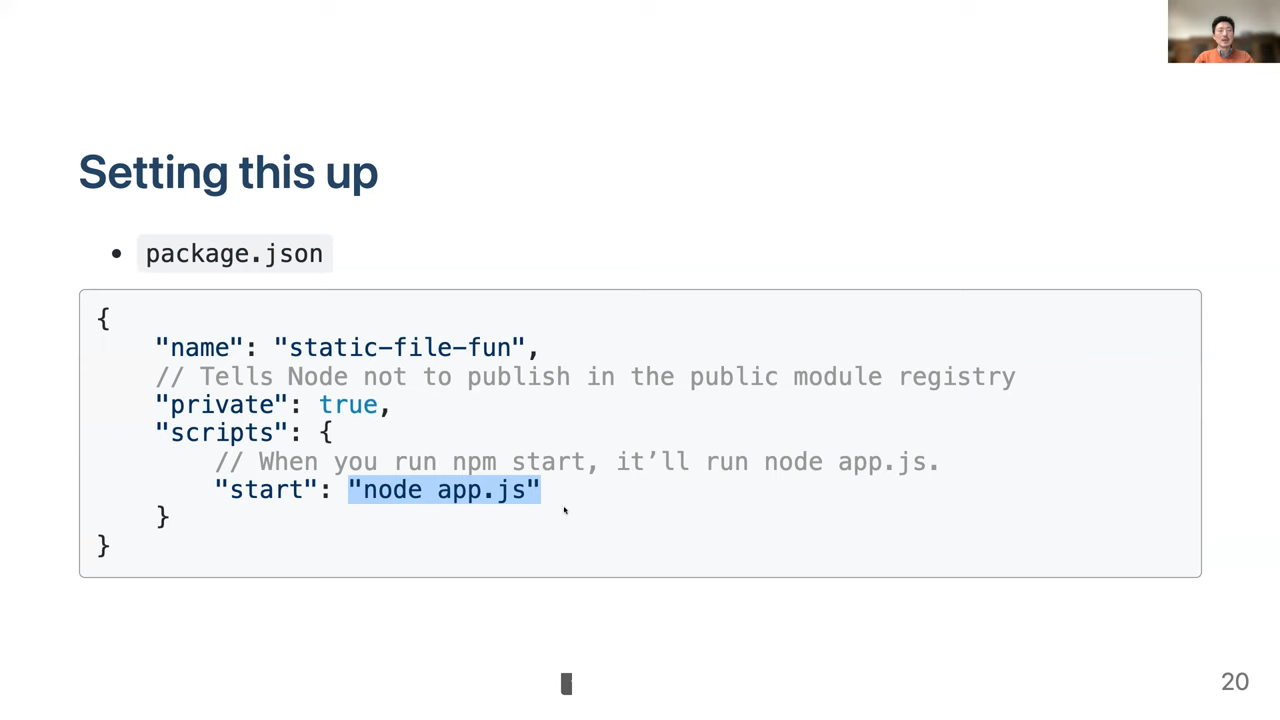 Setting this up
• package.json
{
    "name": "static-file-fun",
    // Tells Node not to publish in the public module registry
    "private": true,
    "scripts": {
        // When you run npm start, it’ll run node app.js.
        "start": "node app.js"
    }
}
20